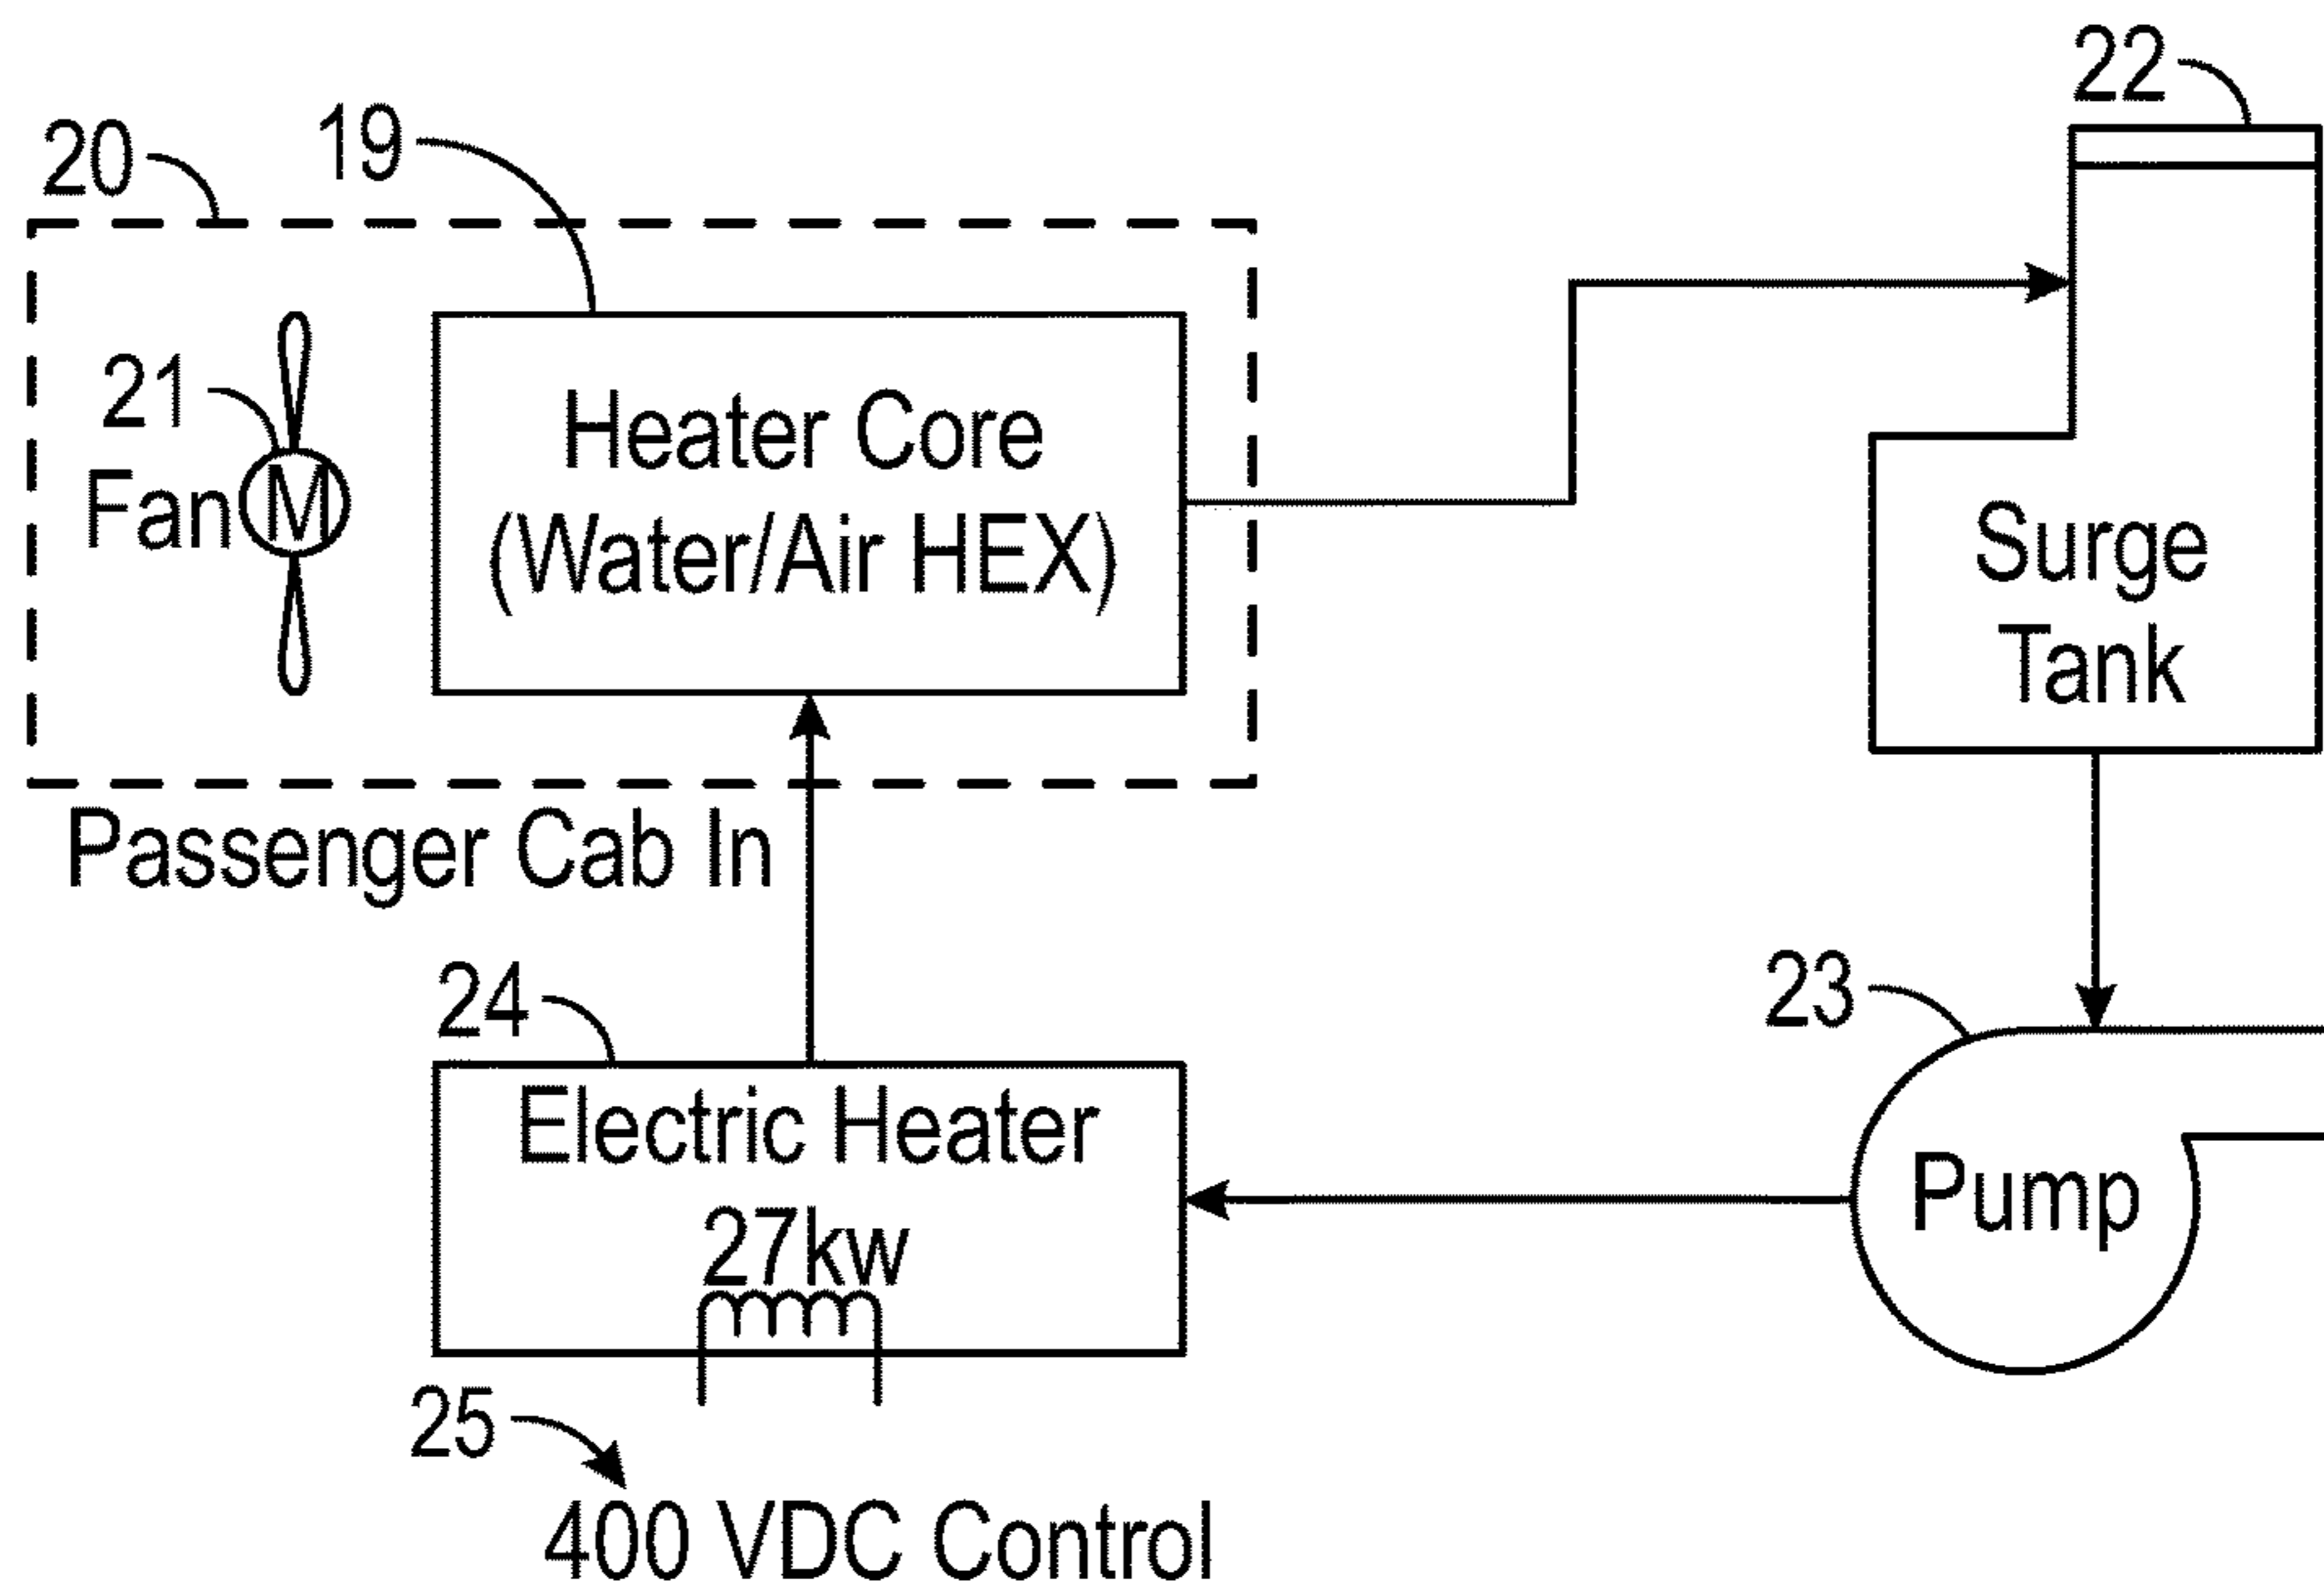 22
20
19
21
Fan M
Heater Core
(Water/Air HEX)
Surge
Tank
Passenger Cab In
24
23
Electric Heater
27kw
Pump
25
400 VDC Control